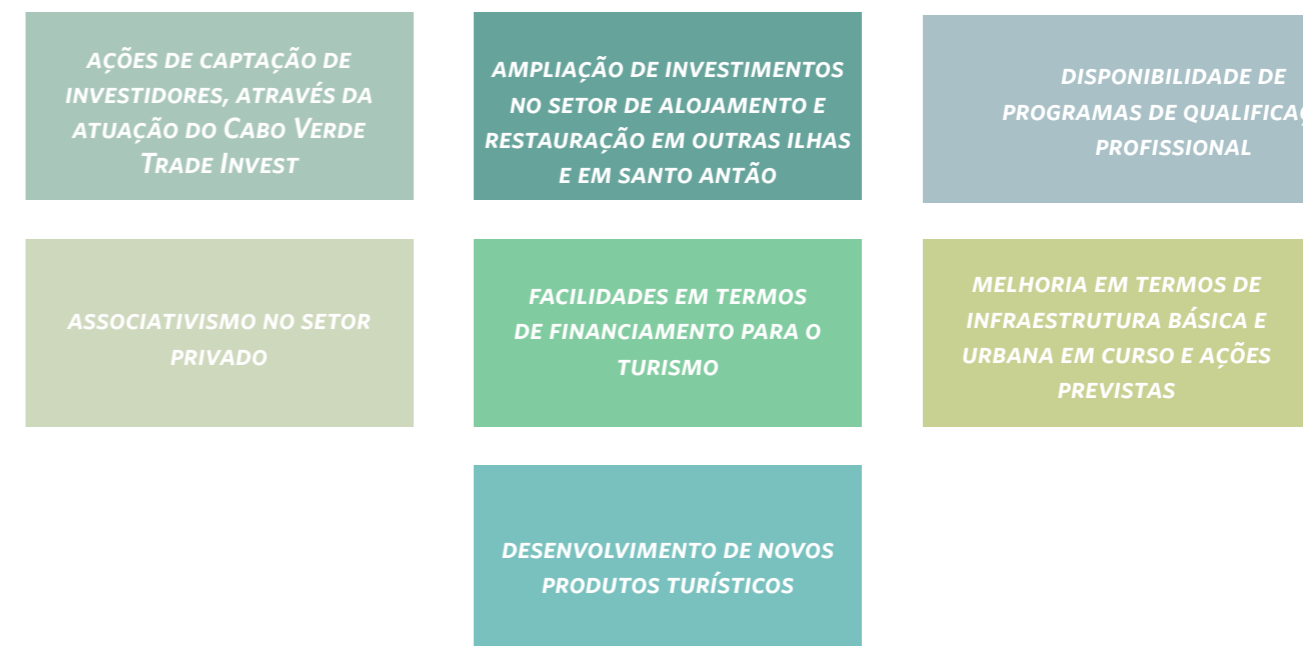 AÇÕES DE CAPTAÇÃO DE
INVESTIDORES, ATRAVÉS DA
ATUAÇÃO DO CABO VERDE
TRADE INVEST
AMPLIAÇÃO DE INVESTIMENTOS
NO SETOR DE ALOJAMENTO E
RESTAURAÇÃO EM OUTRAS ILHAS
E EM SANTO ANTÃO
DISPONIBILIDADE DE
PROGRAMAS DE
PROFISSIONAL
ASSOCIATIVISMO NO SETOR
PRIVADO
FACILIDADES EM TERMOS
DE FINANCIAMENTO PARA O
TURISMO
MELHORIA EM TERMOS DE
INFRAESTRUTURA BÁSICA E
URBANA EM CURSO E AÇÕES
PREVISTAS
DESENVOLVIMENTO DE NOVOS
PRODUTOS TURÍSTICOS